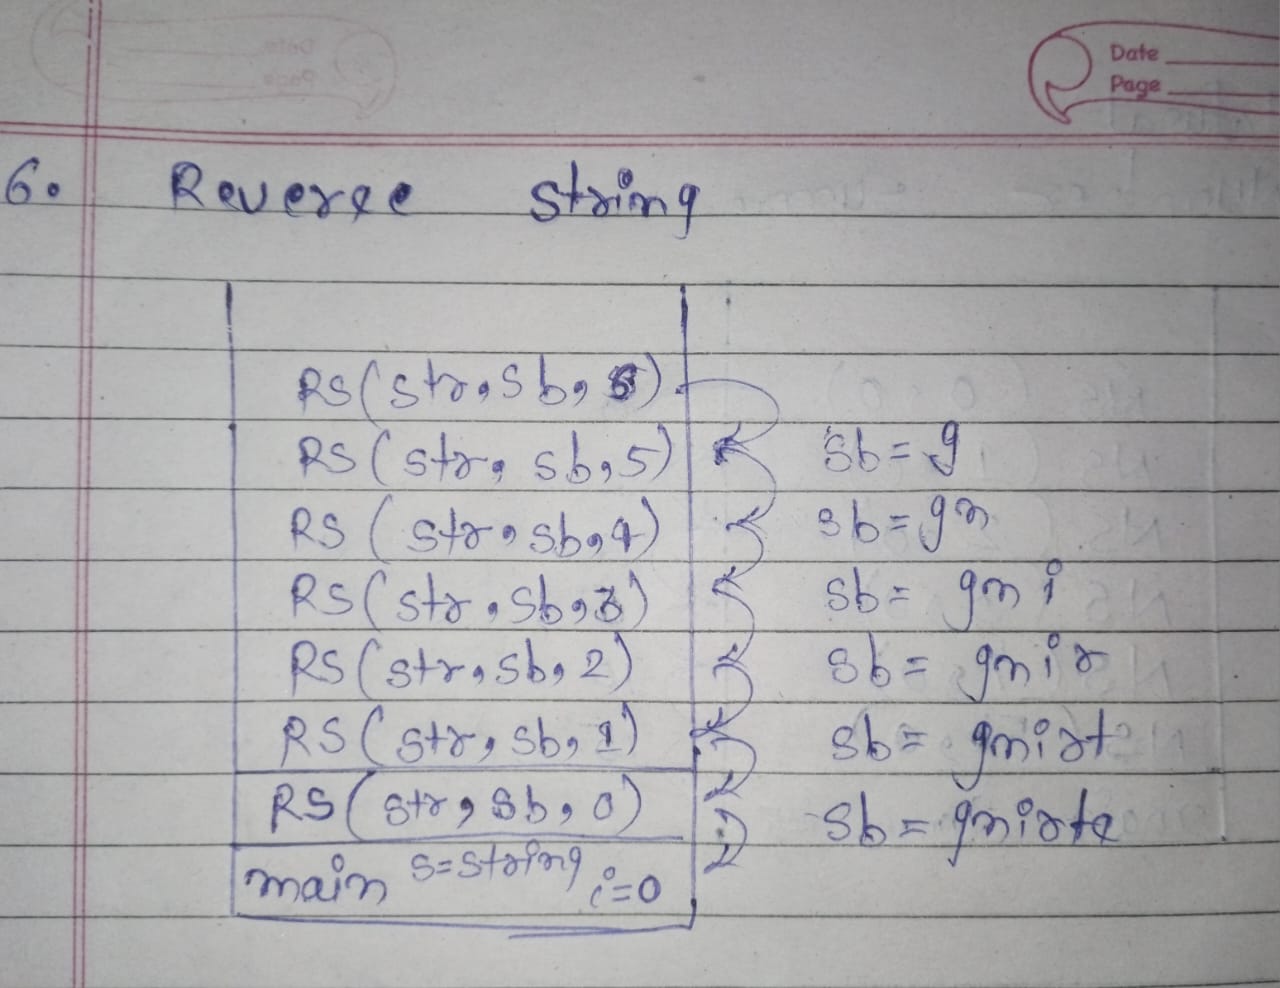 Date
Page
6. Reverse string
RS(str, sb, 6)
RS(str, sb, 5) sb = g
RS(str, sb, 4) sb = gn
RS(str, sb, 3) sb = gni
RS(str, sb, 2) sb = gnir
RS(str, sb, 1) sb = gnirt
RS(str, sb, 0) sb = gnirts
main s=string i=0